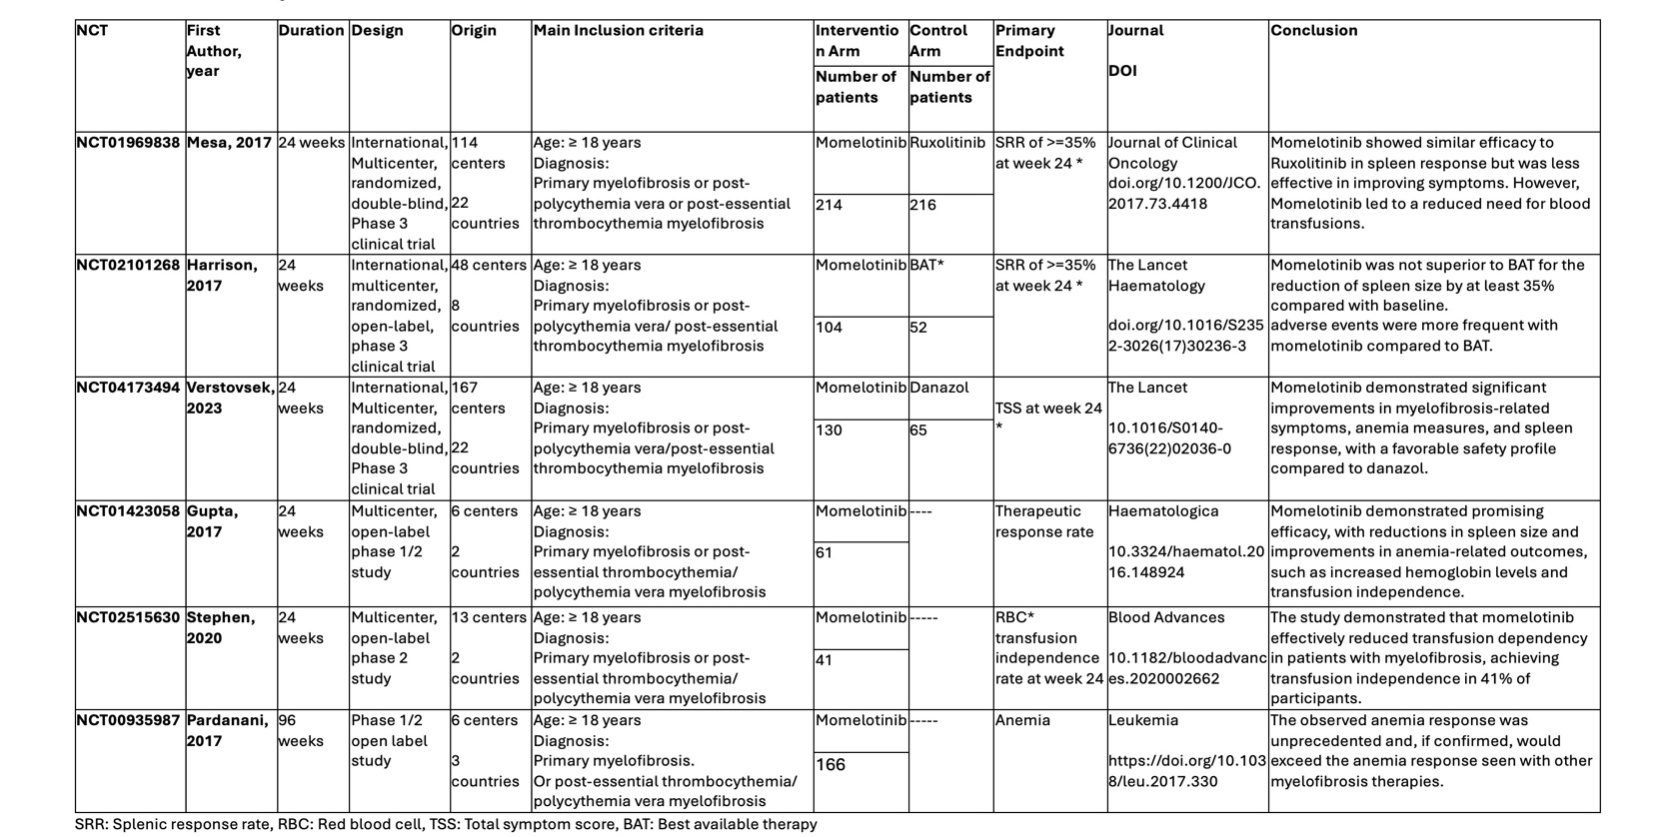 NCT
First
Author,
year
Duration
Design
Origin
Main Inclusion criteria
Interventio
n Arm
Number of
patients
Control
Arm
Number of
patients
Primary
Endpoint
Journal
DOI
Conclusion
NCT01969838
Mesa, 2017
24 weeks
International,
Multicenter,
randomized,
double-blind,
Phase 3
clinical trial
114
centers
22
countries
Age: ≥ 18 years
Diagnosis:
Primary myelofibrosis or post-
polycythemia vera or post-essential
thrombocythemia myelofibrosis
Momelotinib
214
Ruxolitinib
216
SRR of >=35%
at week 24 *
Journal of Clinical
Oncology
doi.org/10.1200/JCO.
2017.73.4418
Momelotinib showed similar efficacy to
Ruxolitinib in spleen response but was less
effective in improving symptoms. However,
Momelotinib led to a reduced need for blood
transfusions.
NCT02101268
Harrison,
2017
24
weeks
International,
multicenter,
randomized,
open-label,
phase 3
clinical trial
48 centers
8
countries
Age: ≥ 18 years
Diagnosis:
Primary myelofibrosis or post-
polycythemia vera/ post-essential
thrombocythemia myelofibrosis
Momelotinib
104
BAT*
52
SRR of >=35%
at week 24 *
The Lancet
Haematology
doi.org/10.1016/S235
2-3026(17)30236-3
Momelotinib was not superior to BAT for the
reduction of spleen size by at least 35%
compared with baseline.
adverse events were more frequent with
momelotinib compared to BAT.
NCT04173494
Verstovsek,
2023
24
weeks
International,
Multicenter,
randomized,
double-blind,
Phase 3
clinical trial
167
centers
22
countries
Age: ≥ 18 years
Diagnosis:
Primary myelofibrosis or post-
polycythemia vera/post-essential
thrombocythemia myelofibrosis
Momelotinib
130
Danazol
65
TSS at week 24
*
The Lancet
10.1016/S0140-
6736(22)02036-0
Momelotinib demonstrated significant
improvements in myelofibrosis-related
symptoms, anemia measures, and spleen
response, with a favorable safety profile
compared to danazol.
NCT01423058
Gupta,
2017
24
weeks
Multicenter,
open-label
phase 1/2
study
6 centers
2
countries
Age: ≥ 18 years
Diagnosis:
Primary myelofibrosis or post-
essential thrombocythemia/
polycythemia vera myelofibrosis
Momelotinib
61
----
Therapeutic
response rate
Haematologica
10.3324/haematol.20
16.148924
Momelotinib demonstrated promising
efficacy, with reductions in spleen size and
improvements in anemia-related outcomes,
such as increased hemoglobin levels and
transfusion independence.
NCT02515630
Stephen,
2020
24
weeks
Multicenter,
open-label
phase 2
study
13 centers
2
countries
Age: ≥ 18 years
Diagnosis:
Primary myelofibrosis or post-
essential thrombocythemia/
polycythemia vera myelofibrosis
Momelotinib
41
-----
RBC*
transfusion
independence
rate at week 24
Blood Advances
10.1182/bloodadvanc
es.2020002662
The study demonstrated that momelotinib
effectively reduced transfusion dependency
in patients with myelofibrosis, achieving
transfusion independence in 41% of
participants.
NCT00935987
Pardanani,
2017
96
weeks
Phase 1/2
open label
study
6 centers
3
countries
Age: ≥ 18 years
Diagnosis:
Primary myelofibrosis.
Or post-essential thrombocythemia/
polycythemia vera myelofibrosis
Momelotinib
166
-----
Anemia
Leukemia
https://doi.org/10.103
8/leu.2017.330
The observed anemia response was
unprecedented and, if confirmed, would
exceed the anemia response seen with other
myelofibrosis therapies.
SRR: Splenic response rate, RBC: Red blood cell, TSS: Total symptom score, BAT: Best available therapy